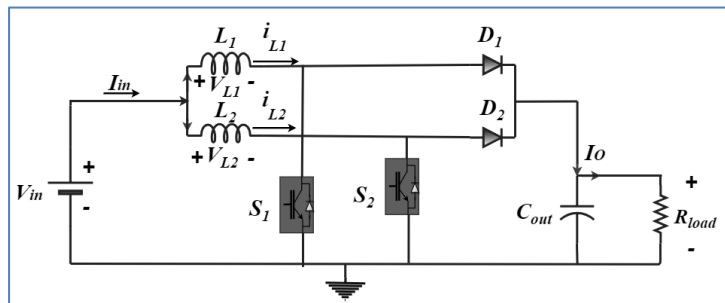 L1 iL1 D1
Iin + VL1 -
L2 iL2 D2
+ VL2 -
IO
+ Vin -
S1 S2
Cout Rload + -